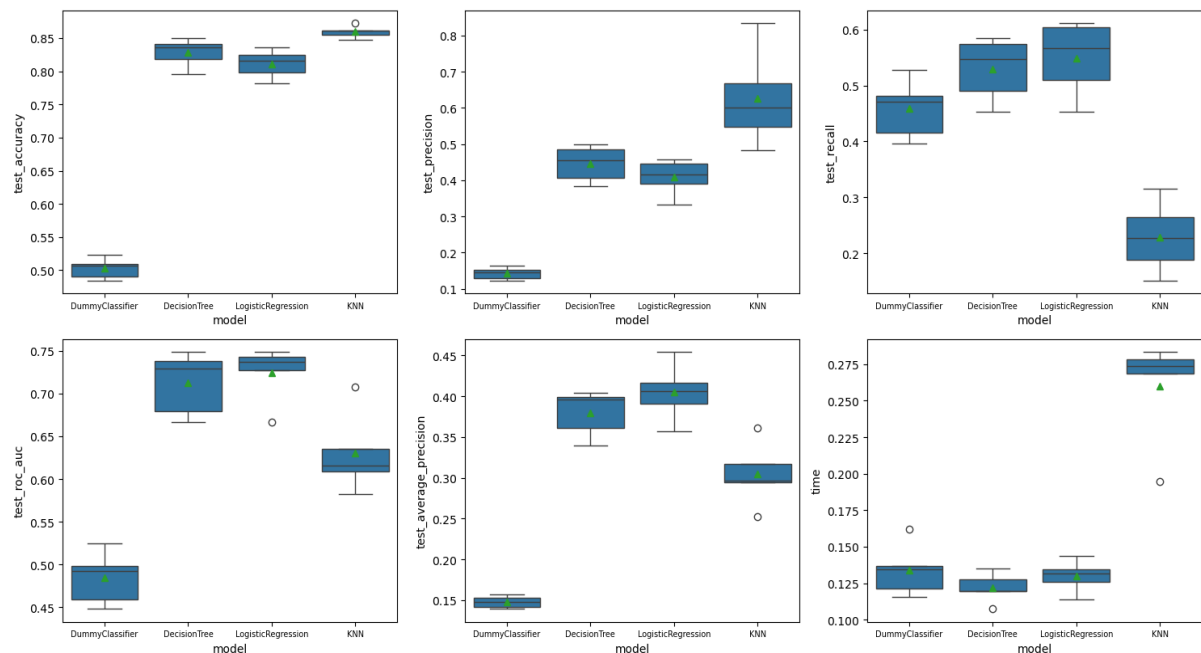 test_accuracy
0.85
0.80
0.75
0.70
0.65
0.60
0.55
0.50
DummyClassifier DecisionTree LogisticRegression KNN
model
test_precision
0.8
0.7
0.6
0.5
0.4
0.3
0.2
0.1
DummyClassifier DecisionTree LogisticRegression KNN
model
test_recall
0.6
0.5
0.4
0.3
0.2
DummyClassifier DecisionTree LogisticRegression KNN
model
test_roc_auc
0.75
0.70
0.65
0.60
0.55
0.50
0.45
DummyClassifier DecisionTree LogisticRegression KNN
model
test_average_precision
0.45
0.40
0.35
0.30
0.25
0.20
0.15
DummyClassifier DecisionTree LogisticRegression KNN
model
time
0.275
0.250
0.225
0.200
0.175
0.150
0.125
0.100
DummyClassifier DecisionTree LogisticRegression KNN
model